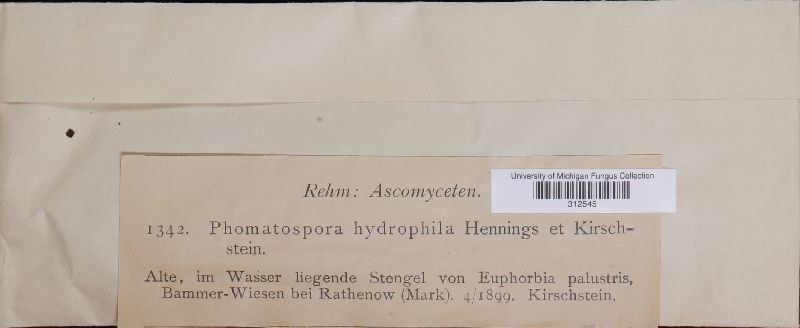 University of Michigan Fungus Collection
312545
Rehm: Ascomyceten.
1342. Phomatospora hydrophila Hennings et Kirsch-
stein.
Alte, im Wasser liegende Stengel von Euphorbia palustris,
Bammer-Wiesen bei Rathenow (Mark). 4/1899. Kirschstein.